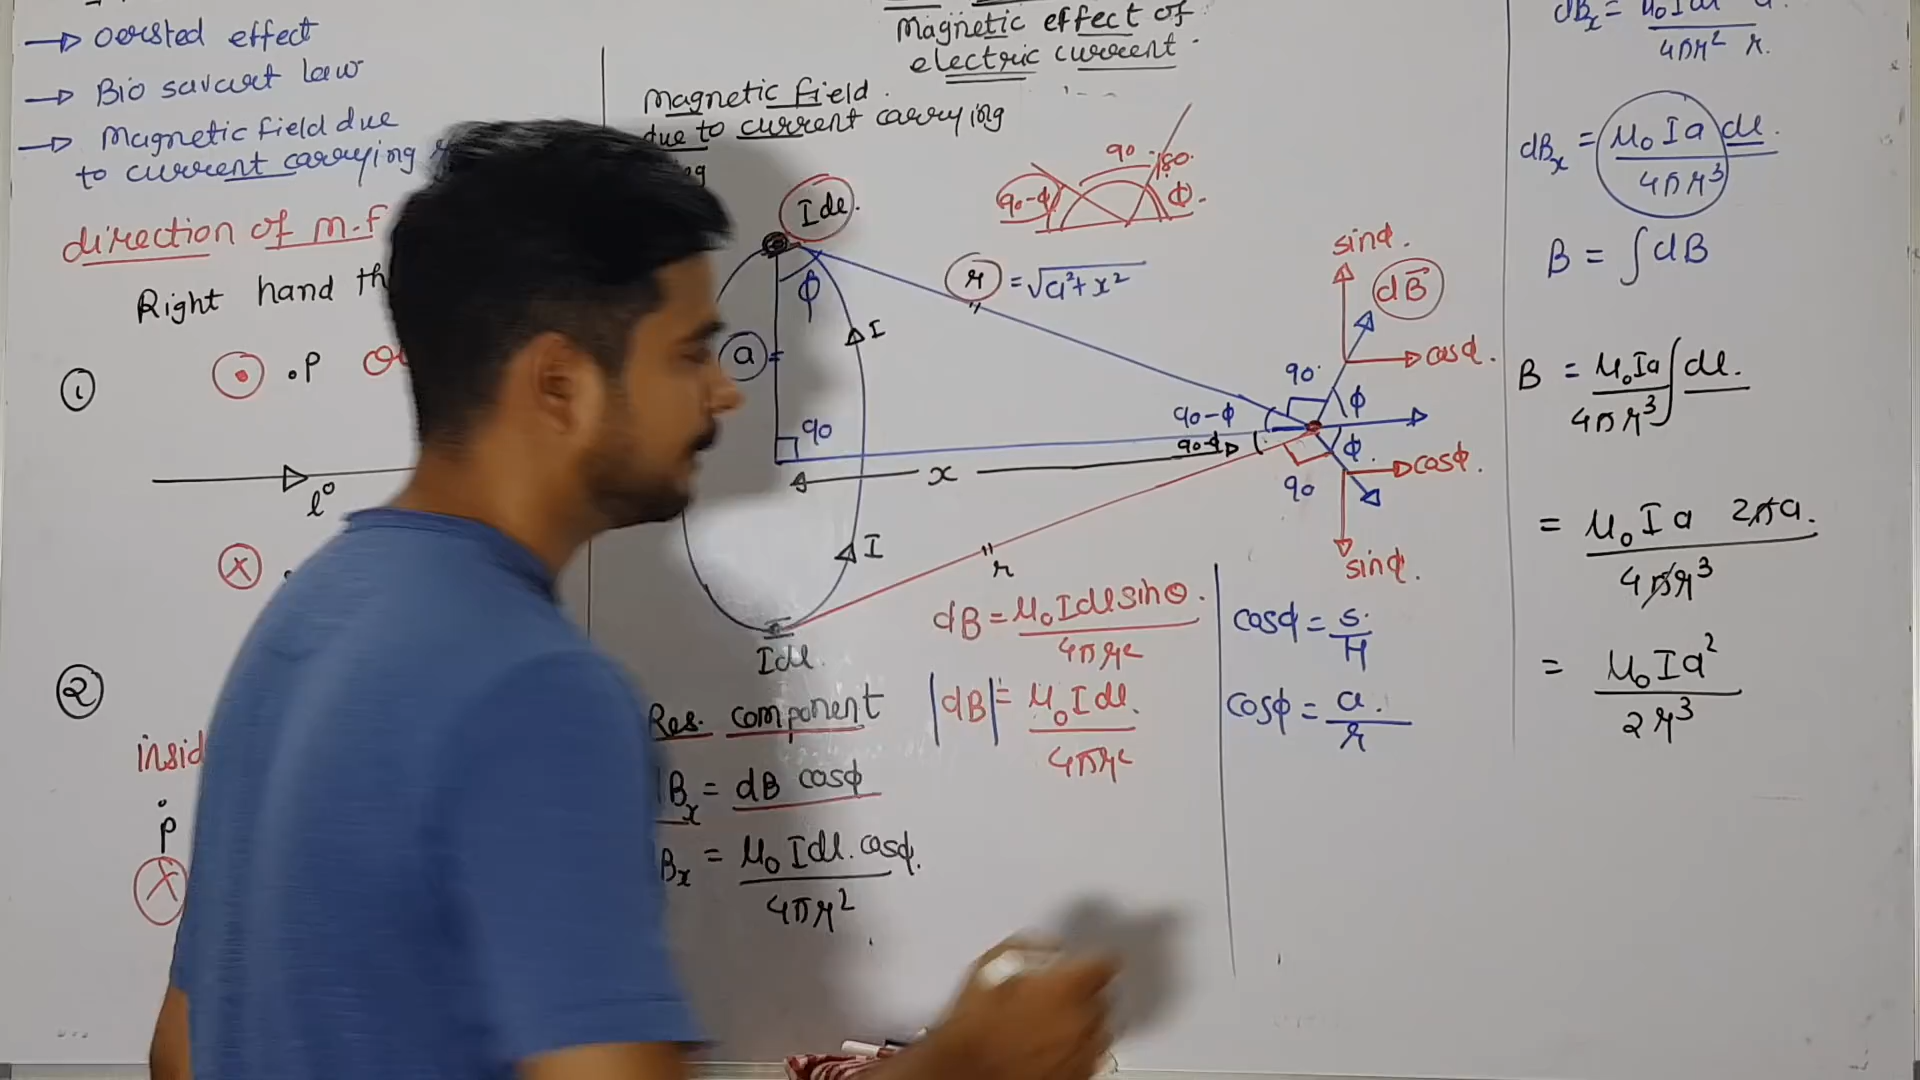 → Oersted effect
→ Bio savart law
→ Magnetic field due
to current carrying
direction of m.f
Right hand th
① ⊙ .P
l⁰
ⓧ
②
insid
P
ⓧ
Magnetic effect of
electric current.
Magnetic field.
due to current carrying
Idl.
90 180.
90-ϕ ϕ.
r = √a²+x²
ϕ
I
a
90
x
I
r
Idl.
sinϕ.
dB⃗
cosϕ.
90.
90-ϕ ϕ
90-ϕ ϕ.
cosϕ.
90
sinϕ.
dB = μ₀Idlsinθ.
4πr²
|dB| = μ₀Idl.
4πr²
cosϕ = S.
H
cosϕ = a.
r
Res. component
Bₓ = dB cosϕ
Bₓ = μ₀Idl.cosϕ.
4πr²
dBₓ = μ₀Idl a.
4πr² r.
dBₓ = μ₀Ia dl.
4πr³
B = ∫dB
B = μ₀Ia ∫dl.
4πr³
= μ₀Ia 2πa.
4πr³
= μ₀Ia²
2r³